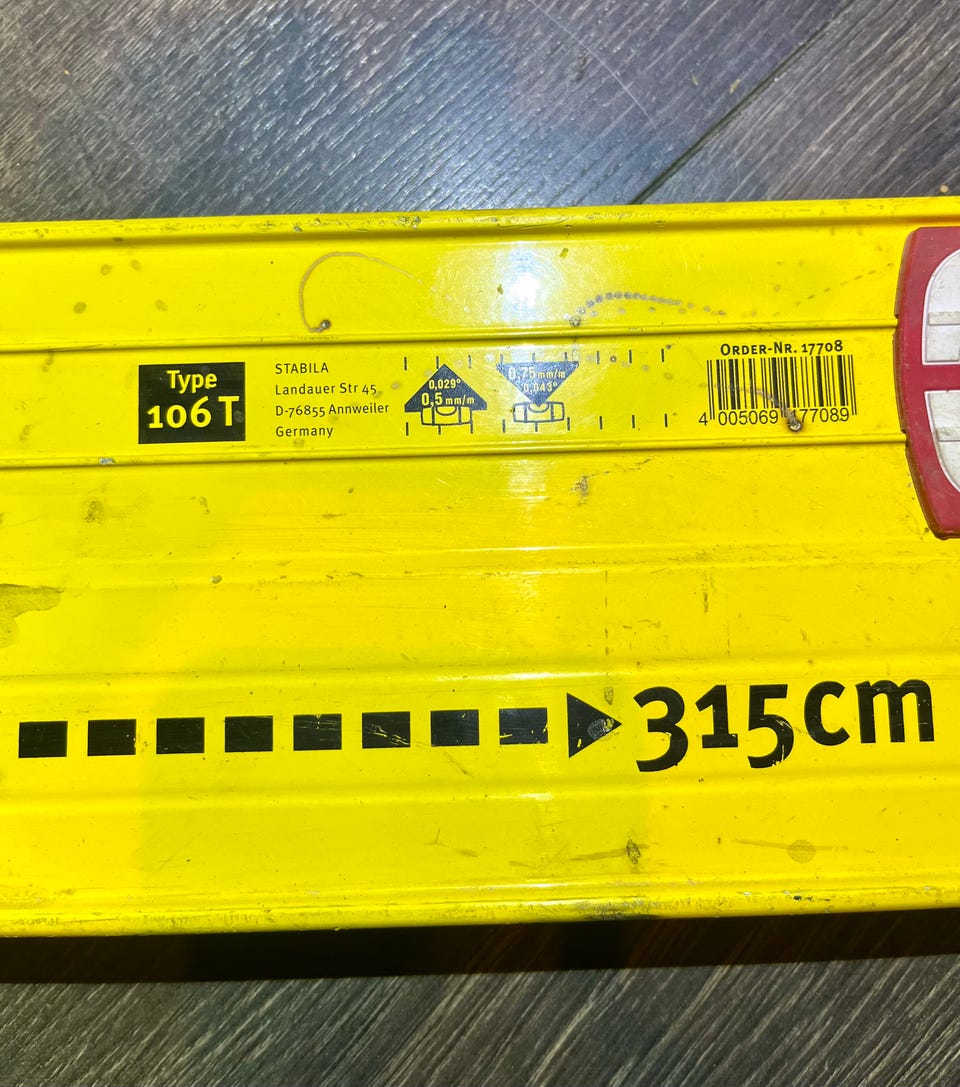 Type
106 T
STABILA
Landauer Str 45
D-76855 Annweiler
Germany
0,029°
0,5 mm/m
0,75 mm/m
0,043°
ORDER-NR. 17708
4 005069 177089
315cm